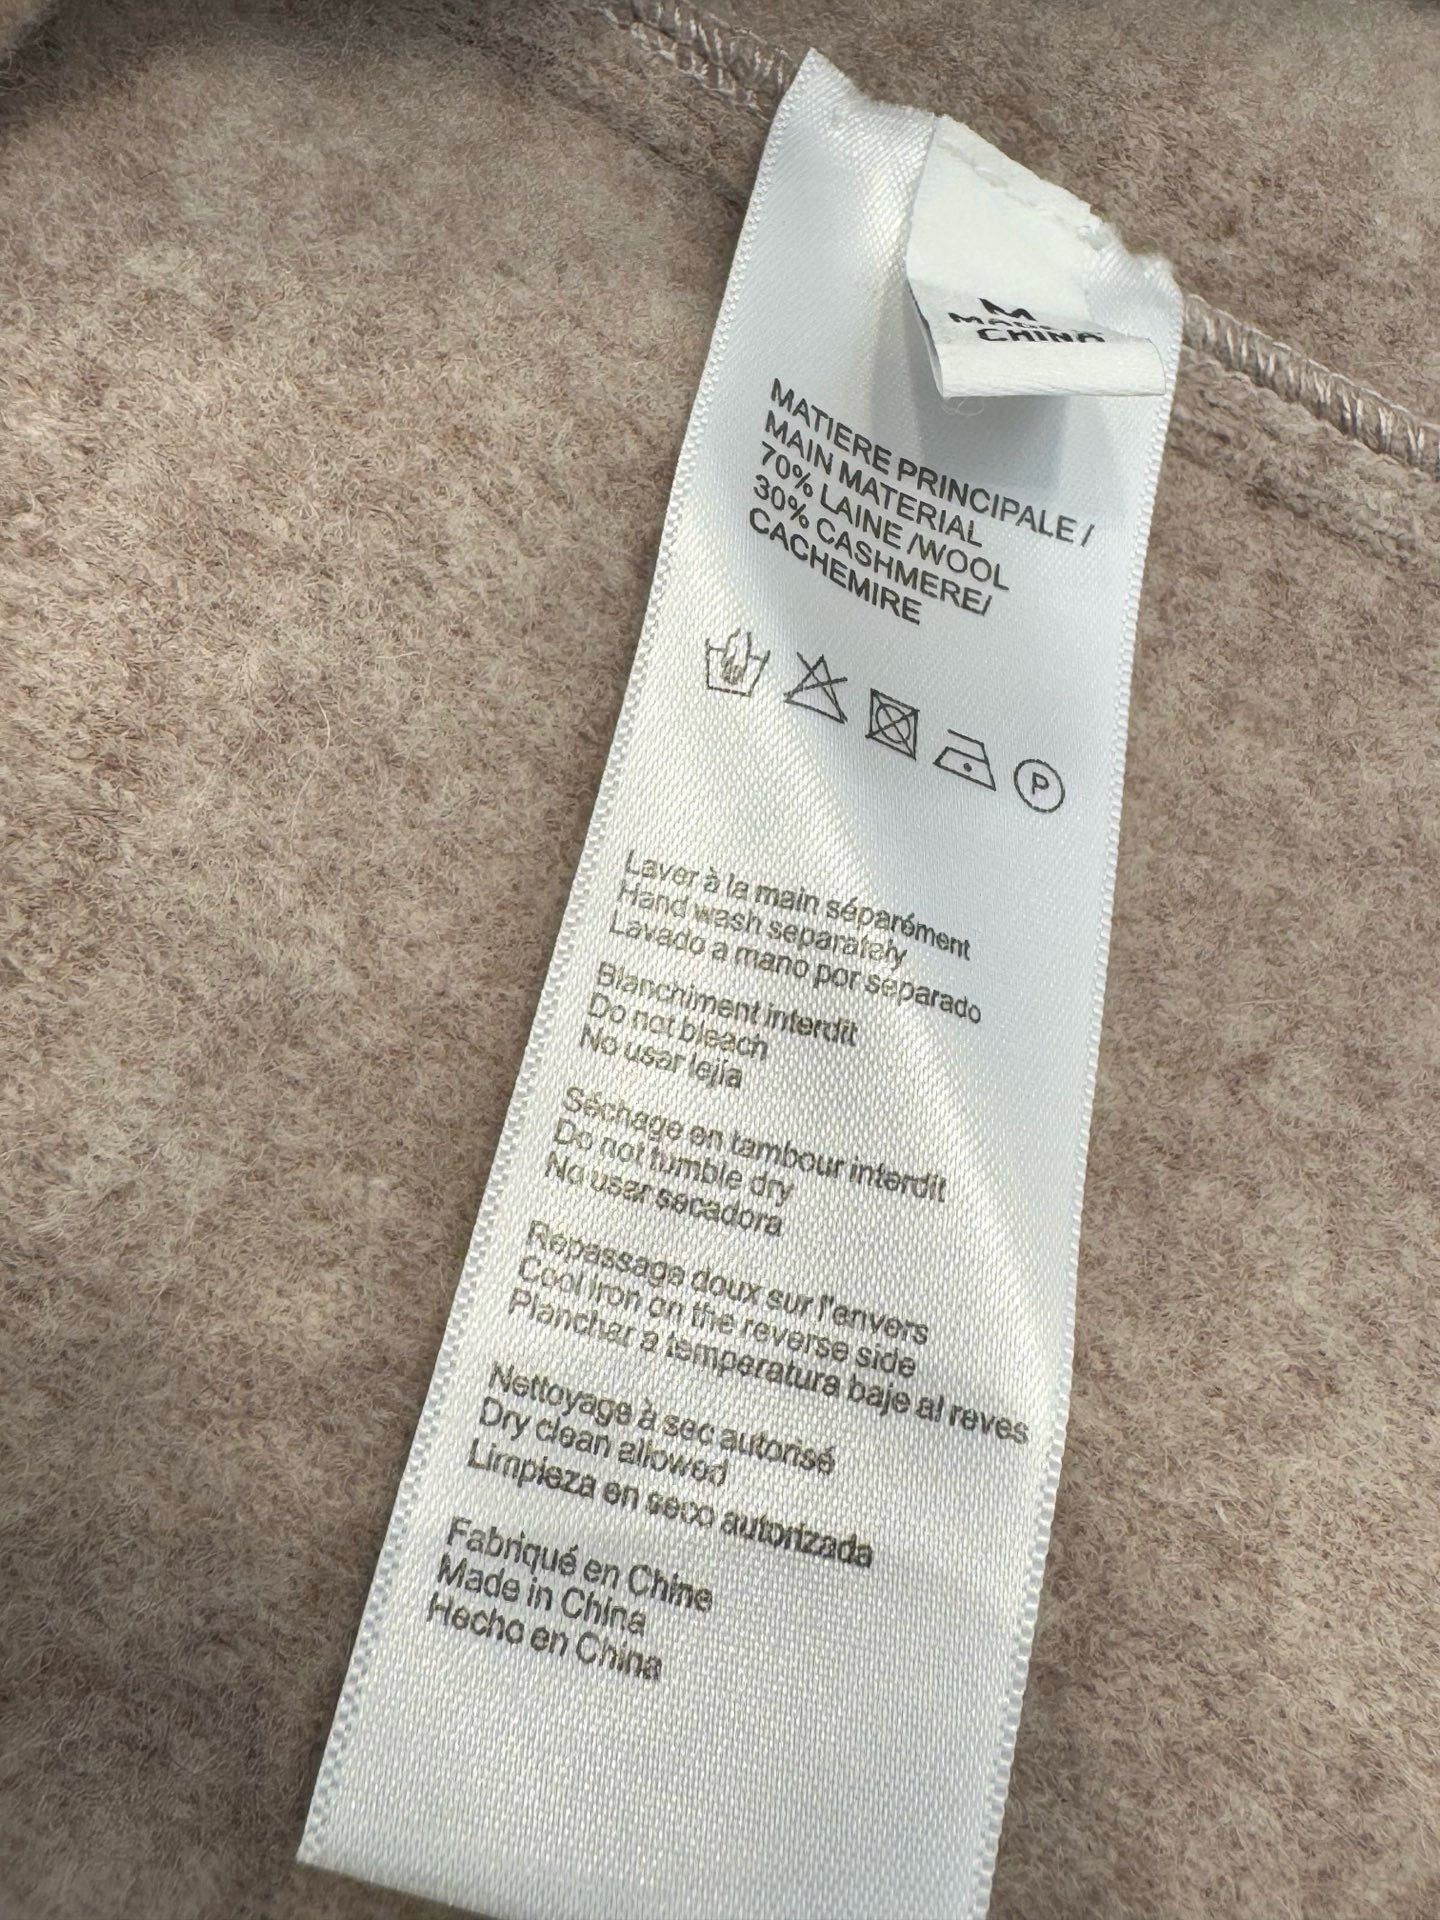 M
MADE IN
CHINA
MATIERE PRINCIPALE /
MAIN MATERIAL
70% LAINE /WOOL
30% CASHMERE/
CACHEMIRE
P
Laver à la main séparément
Hand wash separately
Lavado a mano por separado
Blanchiment interdit
Do not bleach
No usar lejía
Séchage en tambour interdit
Do not tumble dry
No usar secadora
Repassage doux sur l'envers
Cool iron on the reverse side
Planchar a temperatura baje al reves
Nettoyage à sec autorisé
Dry clean allowed
Limpieza en seco autorizada
Fabriqué en Chine
Made in China
Hecho en China